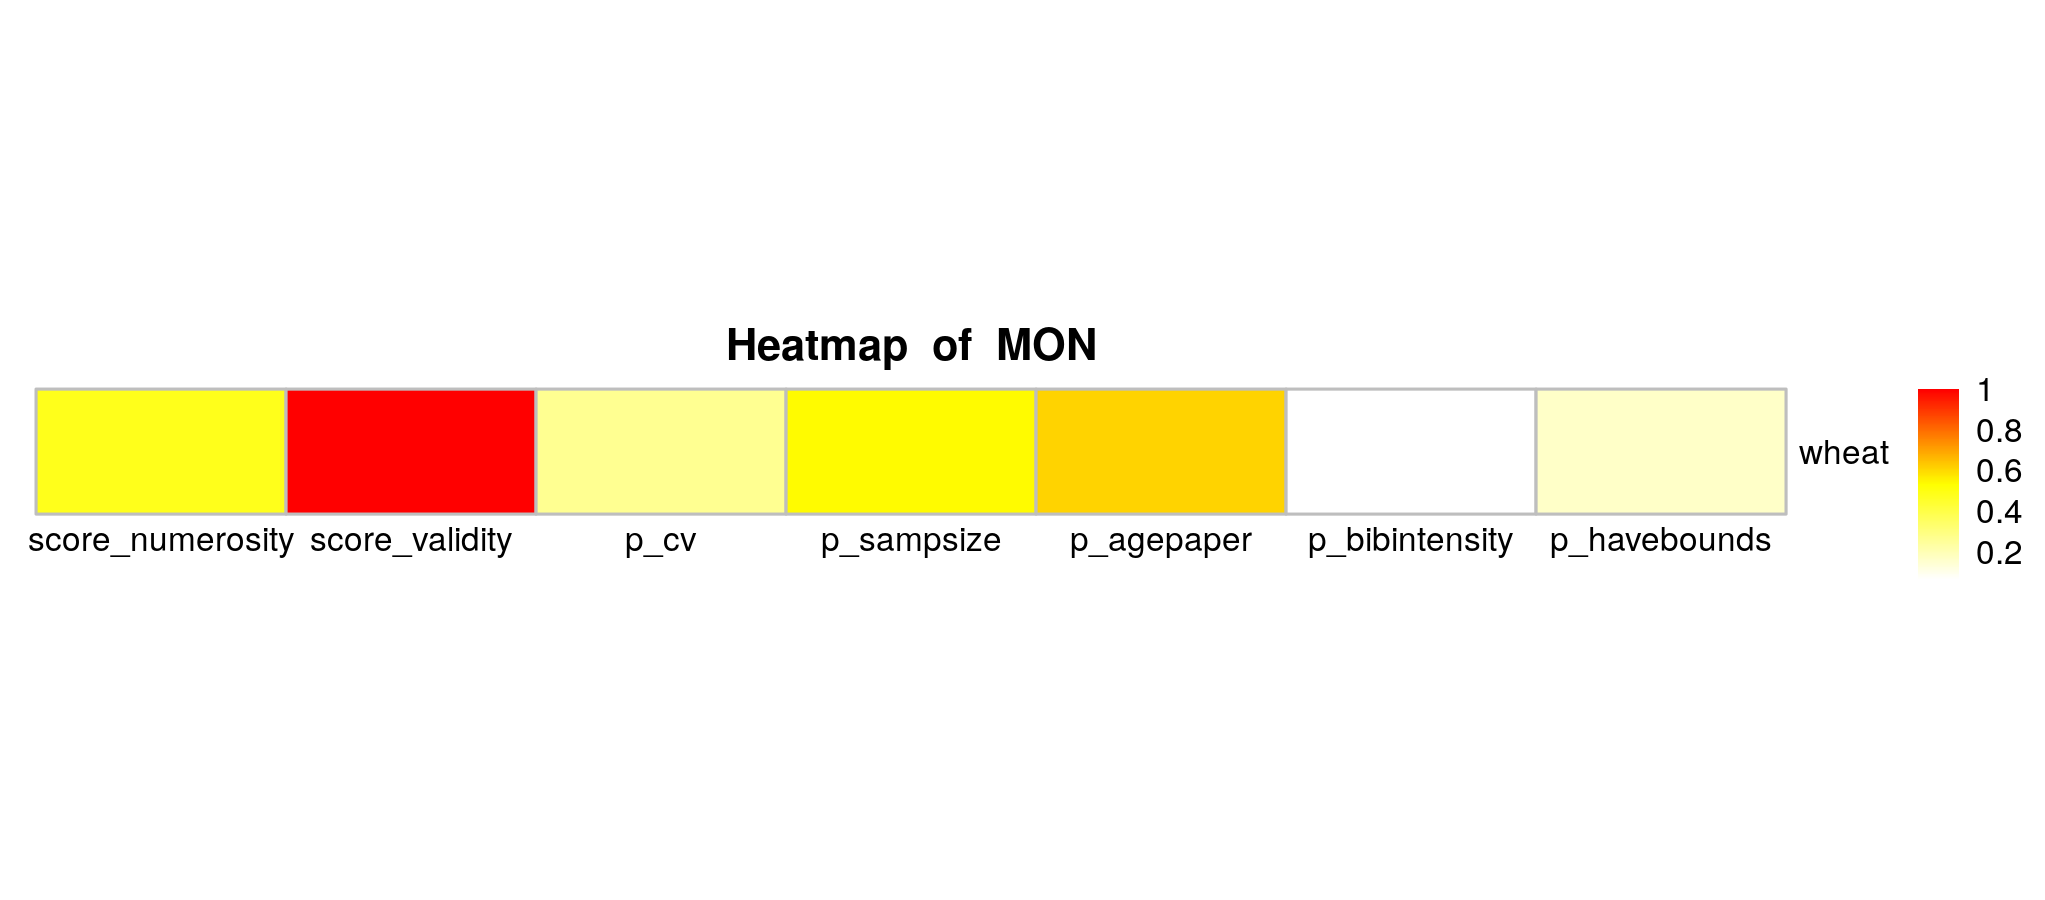 Heatmap of MON
1
0.8
wheat
0.6
0.4
0.2
score_numerosity score_validity p_cv p_sampsize p_agepaper p_bibintensity p_havebounds